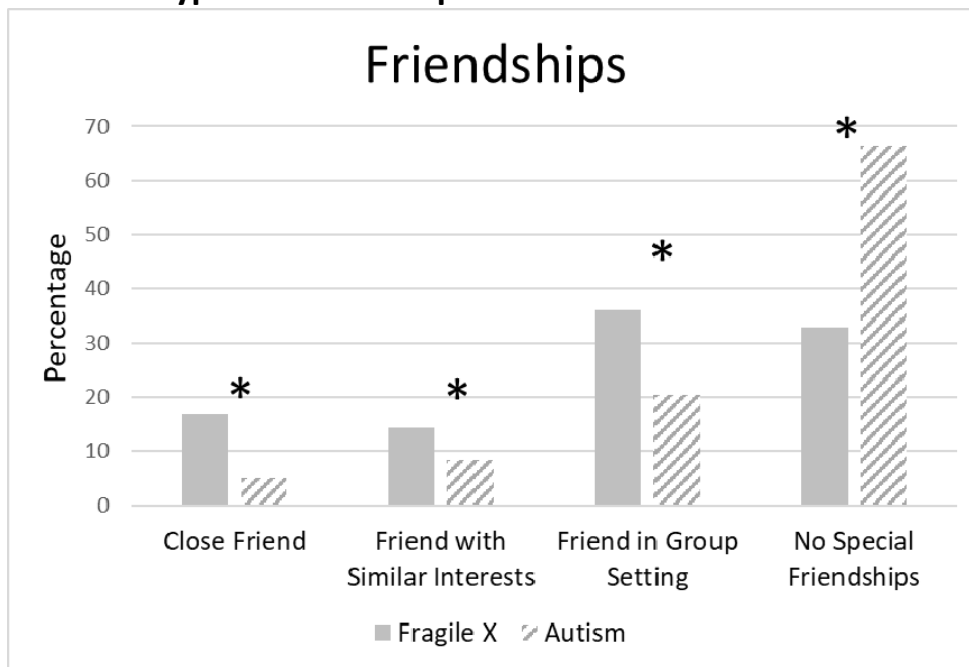 Friendships
70
60
50
40
30
20
10
0
Percentage
*
*
*
*
Close Friend
Friend with
Similar Interests
Friend in Group
Setting
No Special
Friendships
Fragile X
Autism